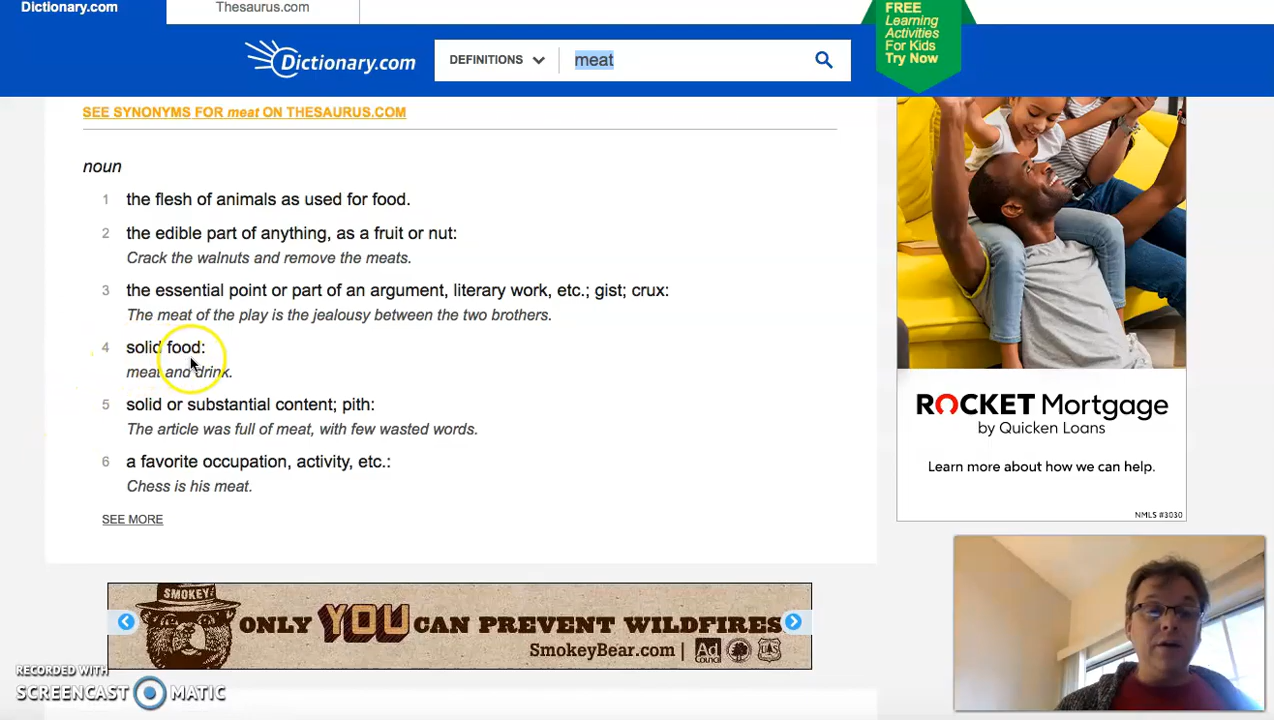 Dictionary.com
Thesaurus.com
Dictionary.com
DEFINITIONS
meat
FREE
Learning
Activities
For Kids
Try Now
SEE SYNONYMS FOR meat ON THESAURUS.COM
noun
1 the flesh of animals as used for food.
2 the edible part of anything, as a fruit or nut:
Crack the walnuts and remove the meats.
3 the essential point or part of an argument, literary work, etc.; gist; crux:
The meat of the play is the jealousy between the two brothers.
4 solid food:
meat and drink.
5 solid or substantial content; pith:
The article was full of meat, with few wasted words.
6 a favorite occupation, activity, etc.:
Chess is his meat.
SEE MORE
ROCKET Mortgage
by Quicken Loans
Learn more about how we can help.
NMLS #3030
SMOKEY
ONLY YOU CAN PREVENT WILDFIRES.
SmokeyBear.com |
Ad
COUNCIL
RECORDED WITH
SCREENCAST MATIC